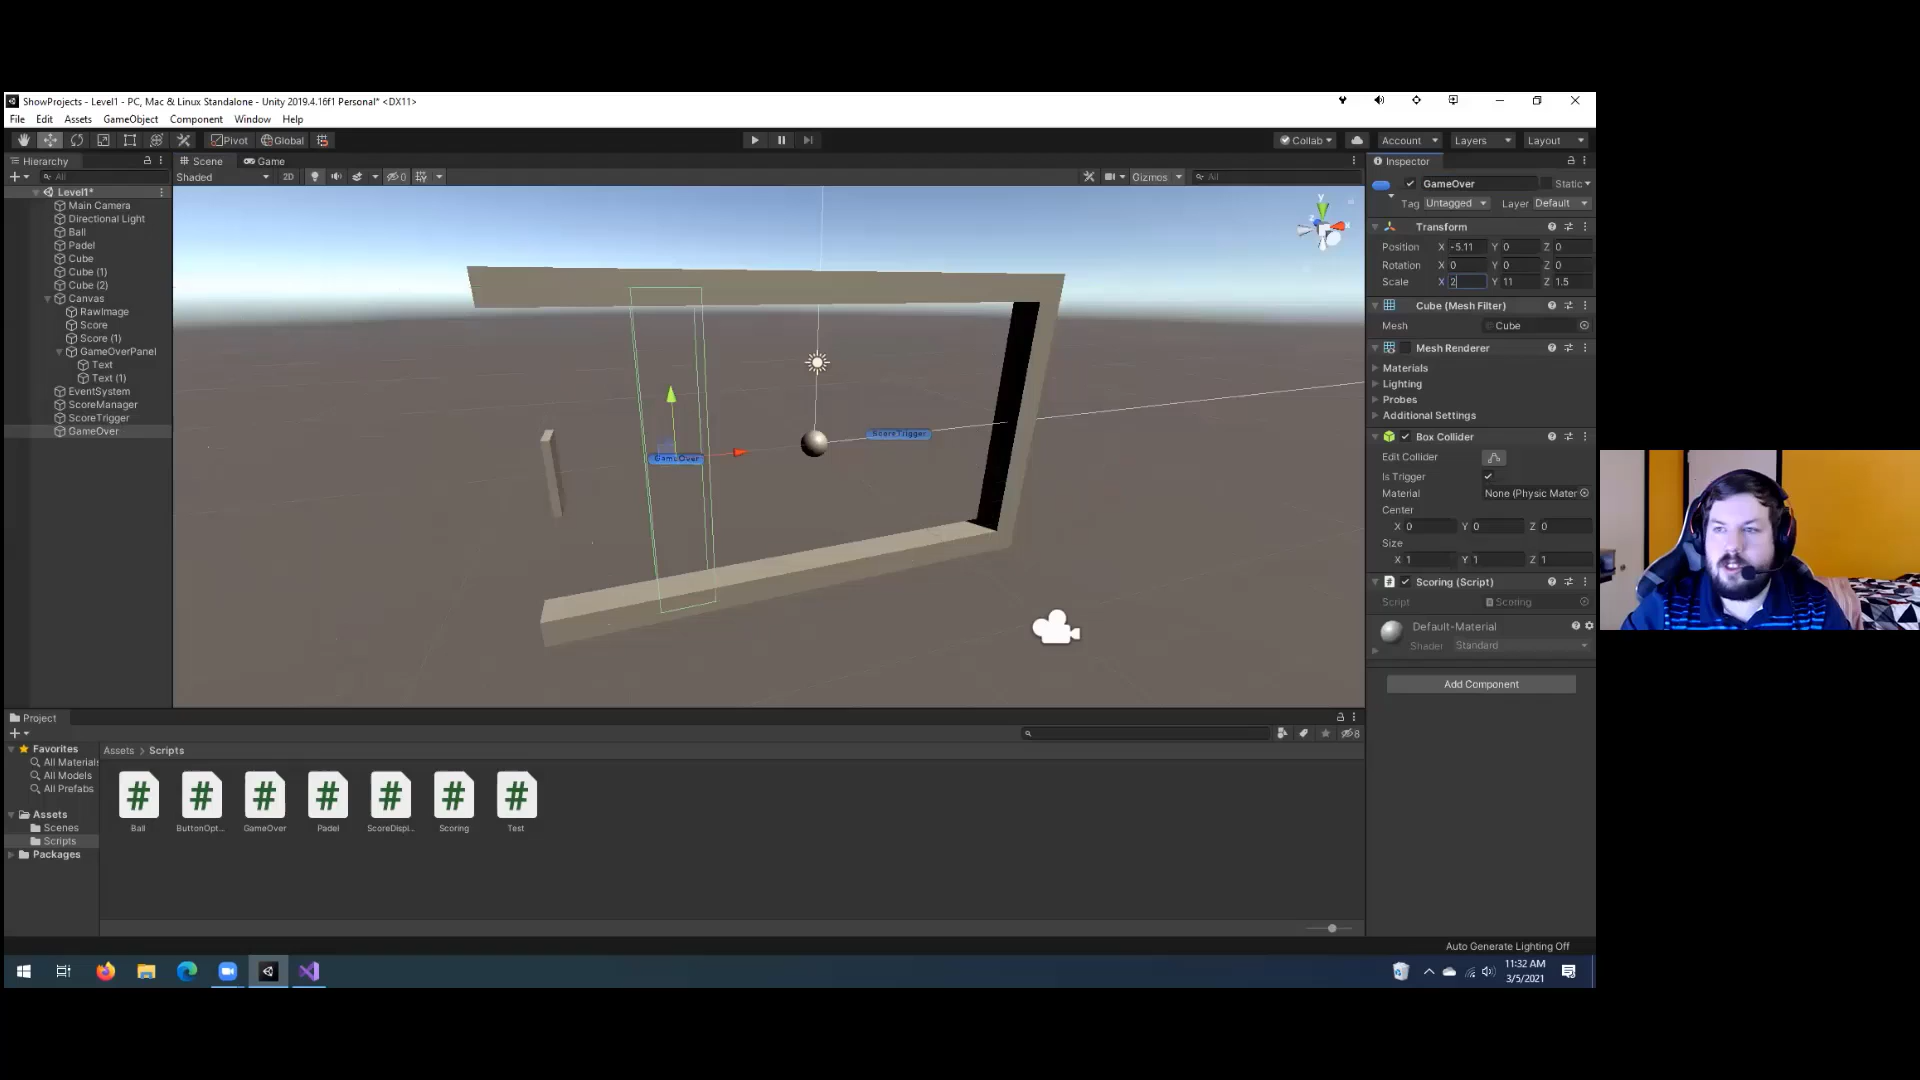 ShowProjects - Level1 - PC, Mac & Linux Standalone - Unity 2019.4.16f1 Personal* <DX11>
File Edit Assets GameObject Component Window Help
Pivot Global Collab Account Layers Layout
Hierarchy
All
Level1*
Main Camera
Directional Light
Ball
Padel
Cube
Cube (1)
Cube (2)
Canvas
RawImage
Score
Score (1)
GameOverPanel
Text
Text (1)
EventSystem
ScoreManager
ScoreTrigger
GameOver
Scene Game
Shaded 2D 0 Gizmos All
y
x
z
ScoreTrigger
GameOver
Inspector
GameOver Static
Tag Untagged Layer Default
Transform
Position X -5.11 Y 0 Z 0
Rotation X 0 Y 0 Z 0
Scale X 2 Y 11 Z 1.5
Cube (Mesh Filter)
Mesh Cube
Mesh Renderer
Materials
Lighting
Probes
Additional Settings
Box Collider
Edit Collider
Is Trigger
Material None (Physic Mater
Center
X 0 Y 0 Z 0
Size
X 1 Y 1 Z 1
Scoring (Script)
Script Scoring
Default-Material
Shader Standard
Add Component
Project
8
Favorites
All Materials
All Models
All Prefabs
Assets
Scenes
Scripts
Packages
Assets > Scripts
Ball ButtonOpt... GameOver Padel ScoreDispl... Scoring Test
Auto Generate Lighting Off
11:32 AM
3/5/2021